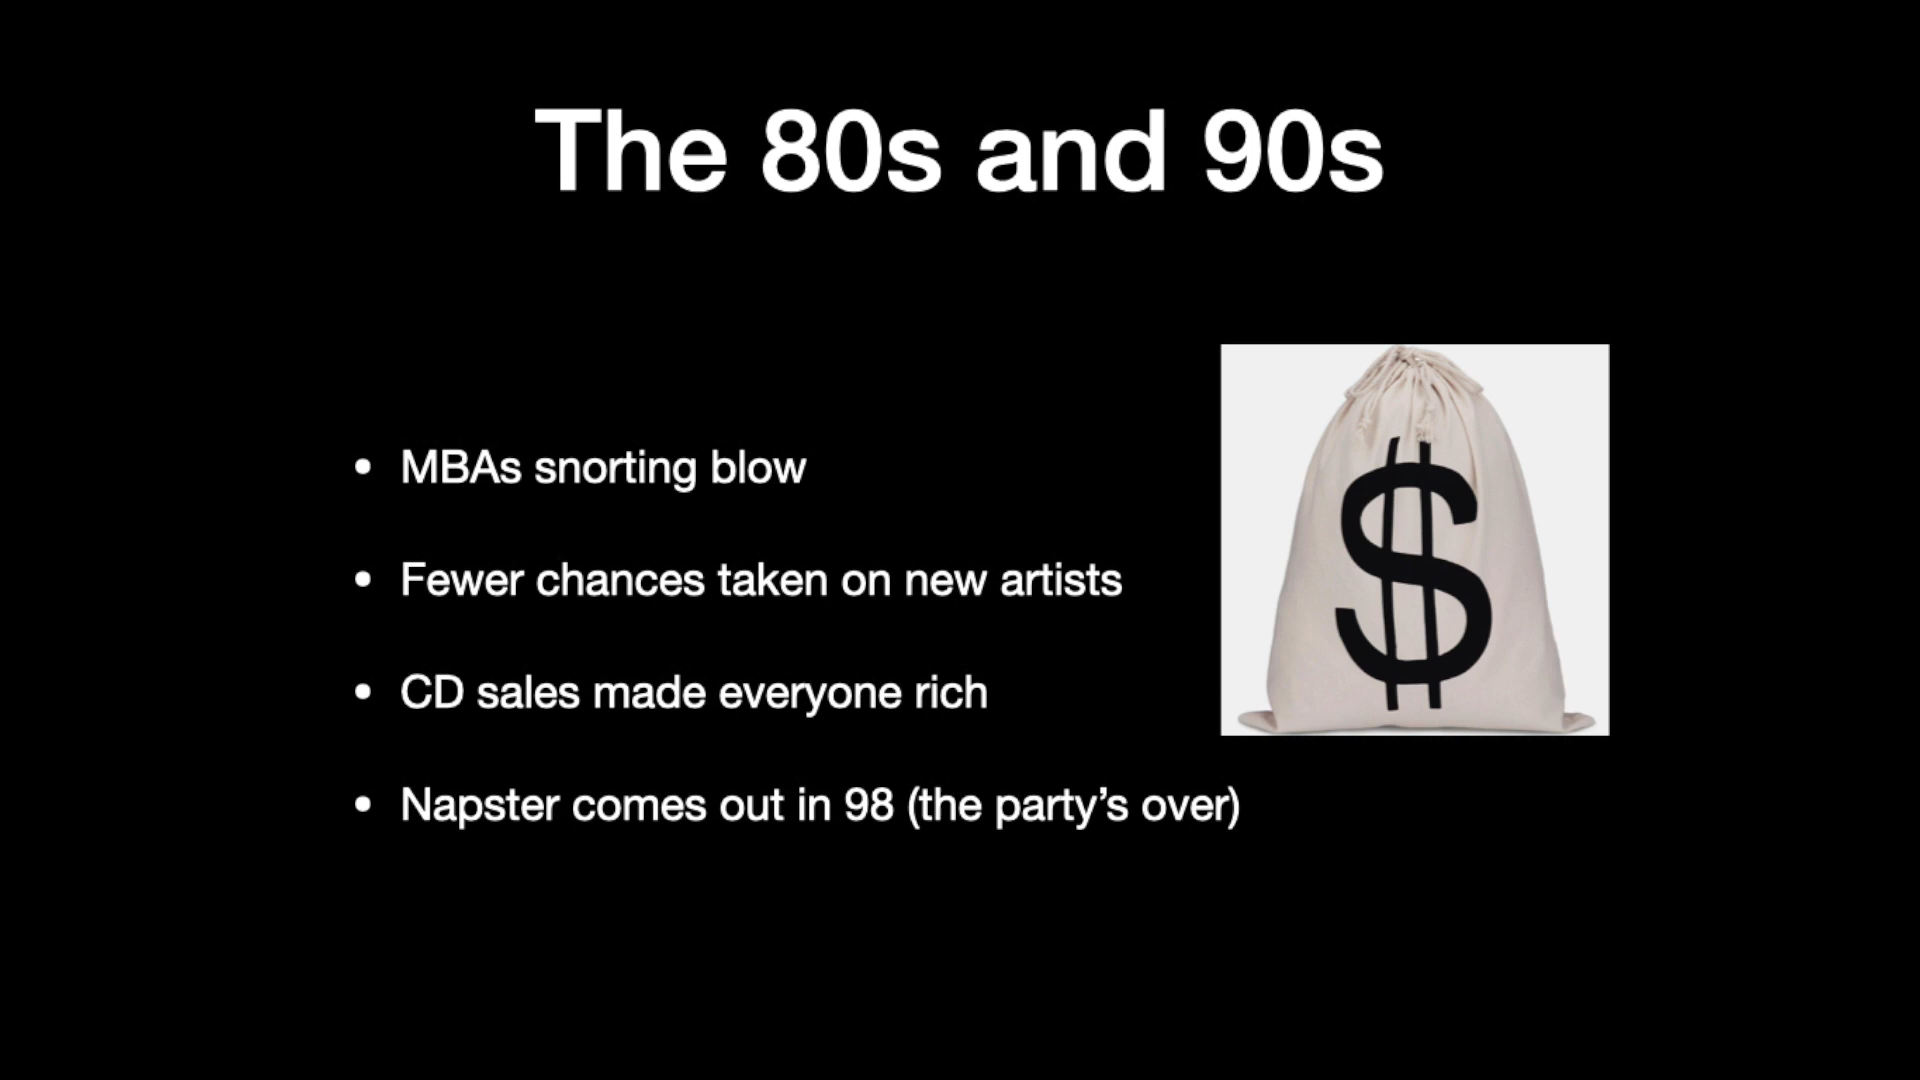 The 80s and 90s
• MBAs snorting blow
• Fewer chances taken on new artists
• CD sales made everyone rich
• Napster comes out in 98 (the party’s over)
$